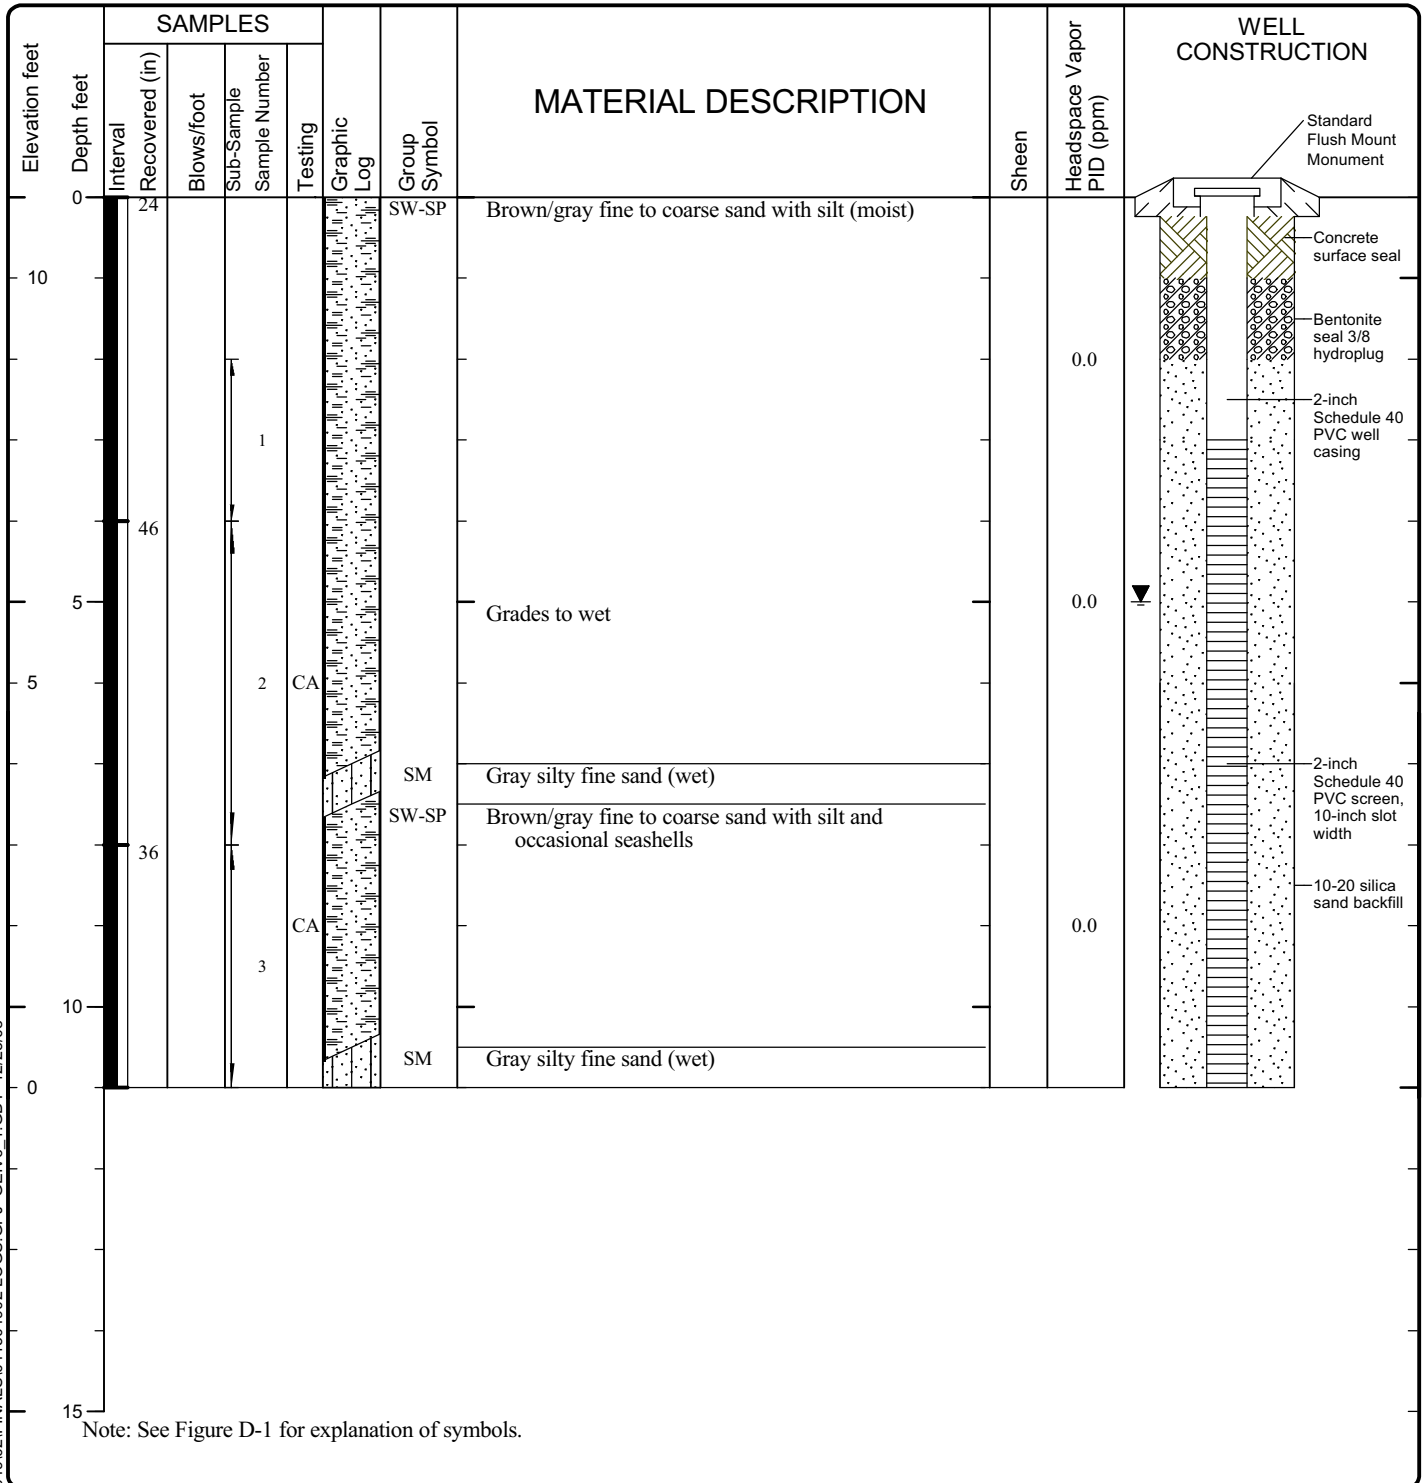 SAMPLES
Elevation feet
Depth feet
Interval
Recovered (in)
Blows/foot
Sub-Sample
Sample Number
Testing
Graphic
Log
Group
Symbol
MATERIAL DESCRIPTION
Sheen
Headspace Vapor
PID (ppm)
WELL
CONSTRUCTION
Standard
Flush Mount
Monument
0
24
SW-SP
Brown/gray fine to coarse sand with silt (moist)
Concrete
surface seal
10
Bentonite
seal 3/8
hydroplug
0.0
2-inch
Schedule 40
PVC well
casing
1
46
5
Grades to wet
0.0
5
2
CA
SM
Gray silty fine sand (wet)
2-inch
Schedule 40
PVC screen,
10-inch slot
width
SW-SP
Brown/gray fine to coarse sand with silt and
occasional seashells
36
10-20 silica
sand backfill
CA
0.0
3
10
SM
Gray silty fine sand (wet)
0
15
Note: See Figure D-1 for explanation of symbols.